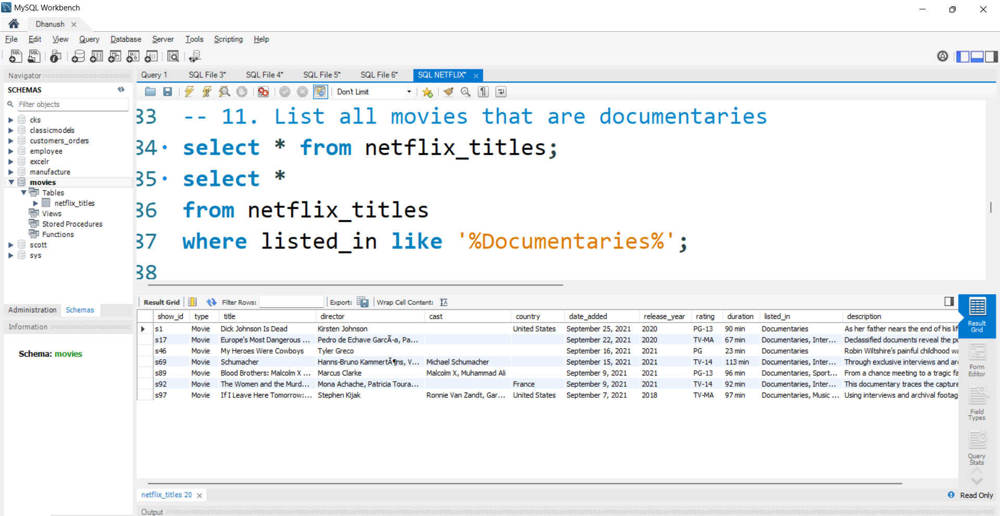 MySQL Workbench
Dhanush
File Edit View Query Database Server Tools Scripting Help
Navigator
SCHEMAS
Filter objects
cks
classicmodels
customers_orders
employee
excelr
manufacture
movies
Tables
netflix_titles
Views
Stored Procedures
Functions
scott
sys
Administration Schemas
Information
Schema: movies
Query 1 SQL File 3* SQL File 4* SQL File 5* SQL File 6* SQL NETFLIX*
Don't Limit
33 -- 11. List all movies that are documentaries
34 select * from netflix_titles;
35 select *
36 from netflix_titles
37 where listed_in like '%Documentaries%';
38
Result Grid Filter Rows: Export: Wrap Cell Content:
show_id type title director cast country date_added release_year rating duration listed_in description
s1 Movie Dick Johnson Is Dead Kirsten Johnson United States September 25, 2021 2020 PG-13 90 min Documentaries As her father nears the end of his lif
s17 Movie Europe's Most Dangerous ... Pedro de Echave GarcÃ-a, Pa... September 22, 2021 2020 TV-MA 67 min Documentaries, Inter... Declassified documents reveal the po
s46 Movie My Heroes Were Cowboys Tyler Greco September 16, 2021 2021 PG 23 min Documentaries Robin Wiltshire's painful childhood wa
s69 Movie Schumacher Hanns-Bruno KammertÃ¶ns, V... Michael Schumacher September 15, 2021 2021 TV-14 113 min Documentaries, Inter... Through exclusive interviews and arc
s89 Movie Blood Brothers: Malcolm X ... Marcus Clarke Malcolm X, Muhammad Ali September 9, 2021 2021 PG-13 96 min Documentaries, Sport... From a chance meeting to a tragic fa
s92 Movie The Women and the Murd... Mona Achache, Patricia Toura... France September 9, 2021 2021 TV-14 92 min Documentaries, Inter... This documentary traces the capture
s97 Movie If I Leave Here Tomorrow:... Stephen Kijak Ronnie Van Zandt, Gar... United States September 7, 2021 2018 TV-MA 97 min Documentaries, Music ... Using interviews and archival footag
Result Grid
Form Editor
Field Types
Query Stats
netflix_titles 20
Read Only
Output